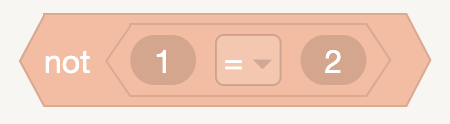 not 1 = 2